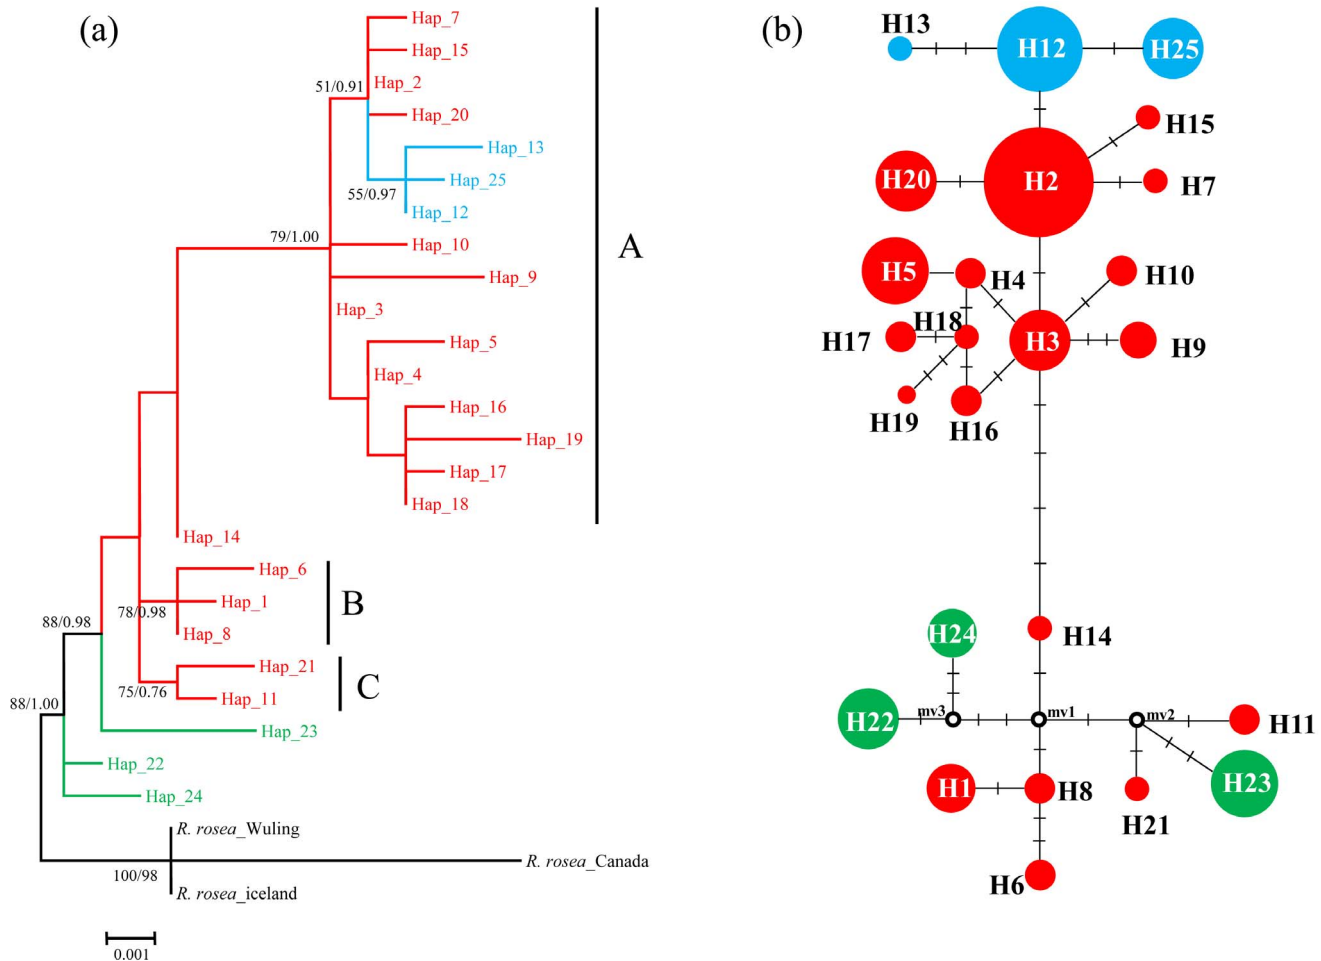 (a)
Hap_7
Hap_15
Hap_2
51/0.91
Hap_20
Hap_13
Hap_25
55/0.97
Hap_12
79/1.00
Hap_10
A
Hap_9
Hap_3
Hap_5
Hap_4
Hap_16
Hap_19
Hap_17
Hap_18
Hap_14
Hap_6
78/0.98
Hap_1
B
88/0.98
Hap_8
Hap_21
75/0.76
C
Hap_11
88/1.00
Hap_23
Hap_22
Hap_24
R. rosea_Wuling
R. rosea_Canada
100/98
R. rosea_iceland
0.001
(b)
H13
H12
H25
H15
H20
H2
H7
H5
H4
H10
H18
H17
H3
H9
H19
H16
H24
H14
H22
mv3
mv1
mv2
H11
H1
H8
H23
H21
H6